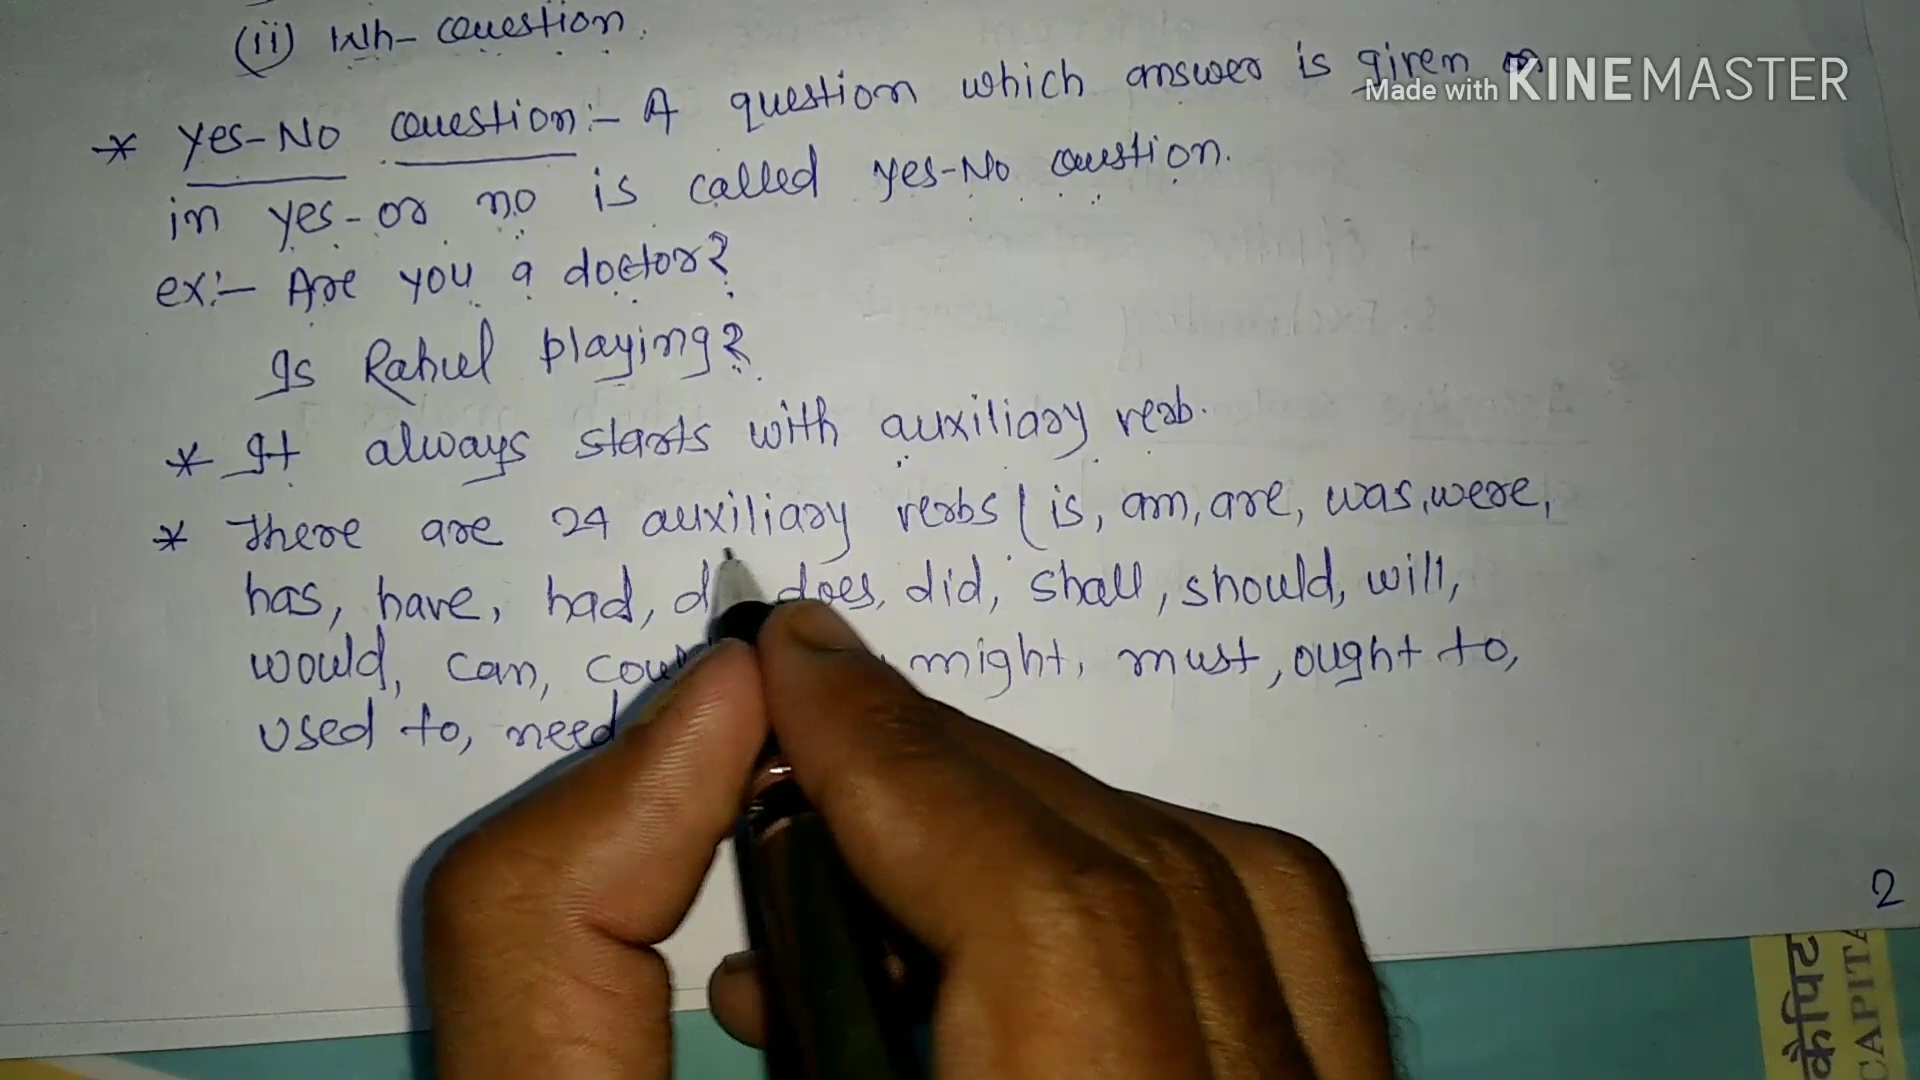 (ii) Wh- Question.
Made with KINEMASTER
* Yes-No Question:- A question which answer is given
in yes-or no is called yes-No Question.
ex:- Are you a doctor?
Is Rahul playing?
* It always starts with auxiliary verb.
* There are 24 auxiliary verbs (is, am, are, was, were,
has, have, had, does, did, shall, should, will,
would, can, might, must, ought to,
used to, need
2
कैपिट
CAPITA